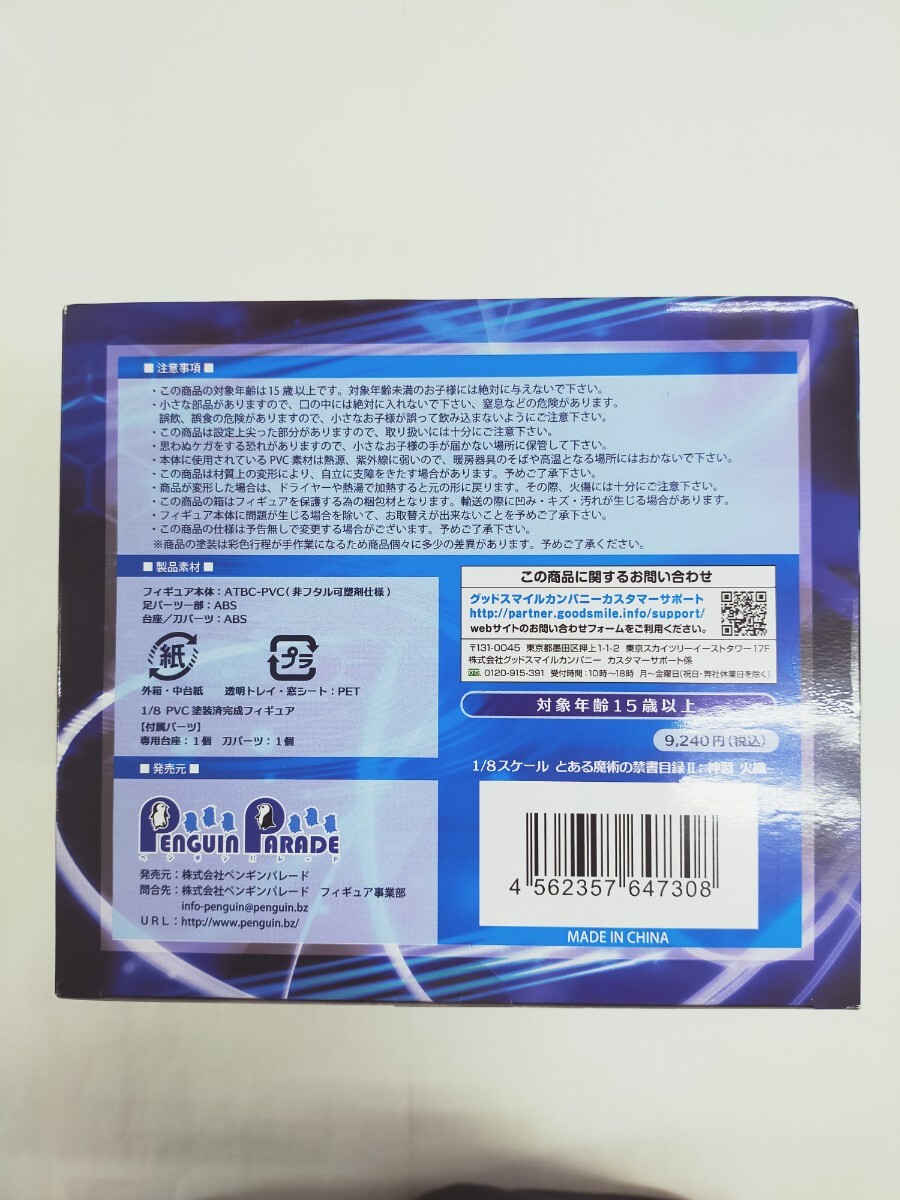 ■ 注意事項 ■
・この商品の対象年齢は15歳以上です。対象年齢未満のお子様には絶対に与えないで下さい。
・小さな部品がありますので、口の中には絶対に入れないで下さい、窒息などの危険があります。
誤飲、誤食の危険がありますので、小さなお子様が誤って飲み込まないようにご注意下さい。
・この商品は設定上尖った部分がありますので、取り扱いには十分にご注意下さい。
・思わぬケガをする恐れがありますので、小さなお子様の手が届かない場所に保管して下さい。
・本体に使用されているPVC素材は熱源、紫外線に弱いので、暖房器具のそばや高温となる場所にはおかないで下さい。
・この商品は材質上の変形により、自立に支障をきたす場合があります。予めご了承下さい。
・商品が変形した場合は、ドライヤーや熱湯で加熱すると元の形に戻ります。その際、火傷には十分にご注意下さい。
・この商品の箱はフィギュアを保護する為の梱包材となります。輸送の際に凹み・キズ・汚れが生じる場合があります。
・フィギュア本体に問題が生じる場合を除いて、お取替えが出来ないことを予めご了承下さい。
・この商品の仕様は予告無しで変更する場合がございます。予めご了承下さい。
※商品の塗装は彩色行程が手作業になるため商品個々に多少の差異があります。予めご了承ください。
■ 製品素材 ■
フィギュア本体：ATBC-PVC(非フタル可塑剤仕様)
足パーツ一部：ABS
台座／刀パーツ：ABS
紙 プラ
外箱・中台紙 透明トレイ・窓シート：PET
1/8 PVC塗装済完成フィギュア
【付属パーツ】
専用台座：1個 刀パーツ：1個
■ 発売元 ■
PENGUIN PARADE
ペンギンパレード
発売元：株式会社ペンギンパレード
問合先：株式会社ペンギンパレード フィギュア事業部
info-penguin@penguin.bz
URL：http://www.penguin.bz/
この商品に関するお問い合わせ
グッドスマイルカンパニーカスタマーサポート
http://partner.goodsmile.info/support/
webサイトのお問い合わせフォームをご利用ください。
〒131-0045 東京都墨田区押上1-1-2 東京スカイツリーイーストタワー17F
株式会社グッドスマイルカンパニー カスタマーサポート係
0120-915-391 受付時間：10時～18時 月～金曜日(祝日・弊社休業日を除く)
対象年齢15歳以上
9,240円(税込)
1/8スケール とある魔術の禁書目録Ⅱ：神裂 火織
4 562357 647308
MADE IN CHINA